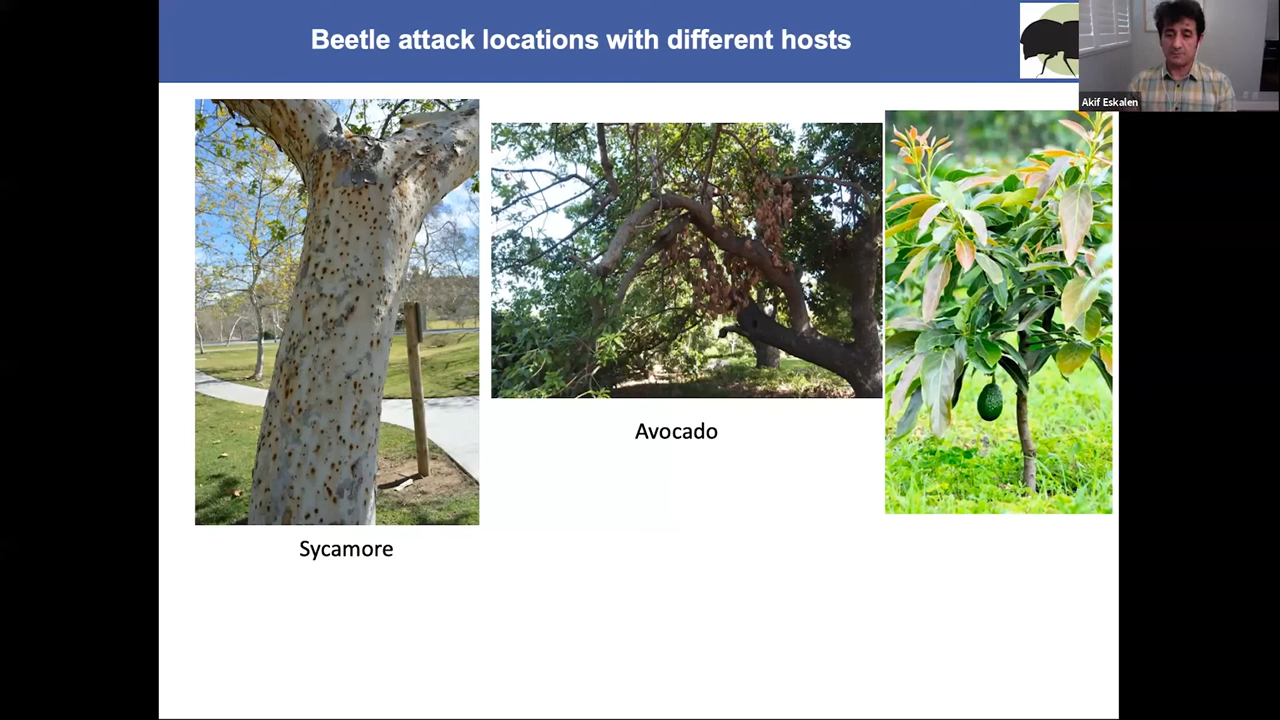 Beetle attack locations with different hosts
Akif Eskalen
Avocado
Sycamore